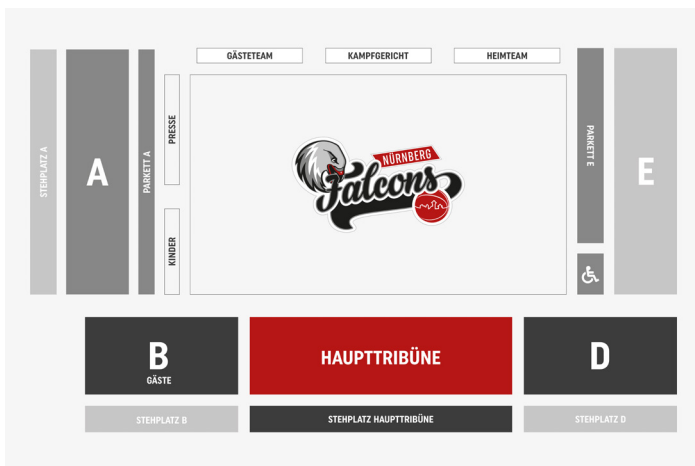 GÄSTETEAM
KAMPFGERICHT
HEIMTEAM
STEHPLATZ A
A
PARKETT A
PRESSE
KINDER
NÜRNBERG
Falcons
PARKETT E
E
B
GÄSTE
HAUPTTRIBÜNE
D
STEHPLATZ B
STEHPLATZ HAUPTTRIBÜNE
STEHPLATZ D